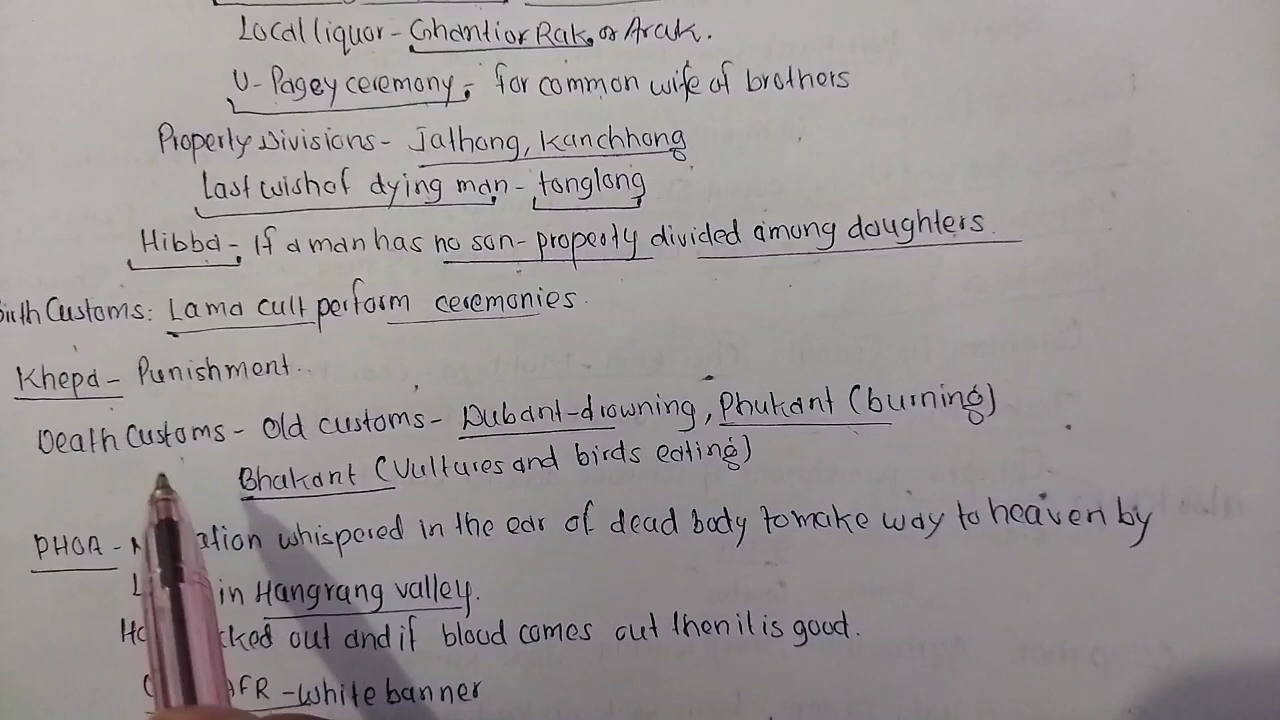 Local liquor - Ghantior Rak or Arak.
U-Pagey ceremony - for common wife of brothers
Property Divisions - Jathong, Kanchhong
Last wish of dying man - tonglong
Hibba - If a man has no son - property divided among daughters.
Customs: Lama cult perform ceremonies.
Khepa - Punishment..
Death Customs - Old customs - Dubant-drowning, Phukant (burning)
Bhakant (Vultures and birds eating)
PHOA - whispered in the ear of dead body to make way to heaven by
in Hangrang valley.
out and if blood comes out then it is good.
- white banner